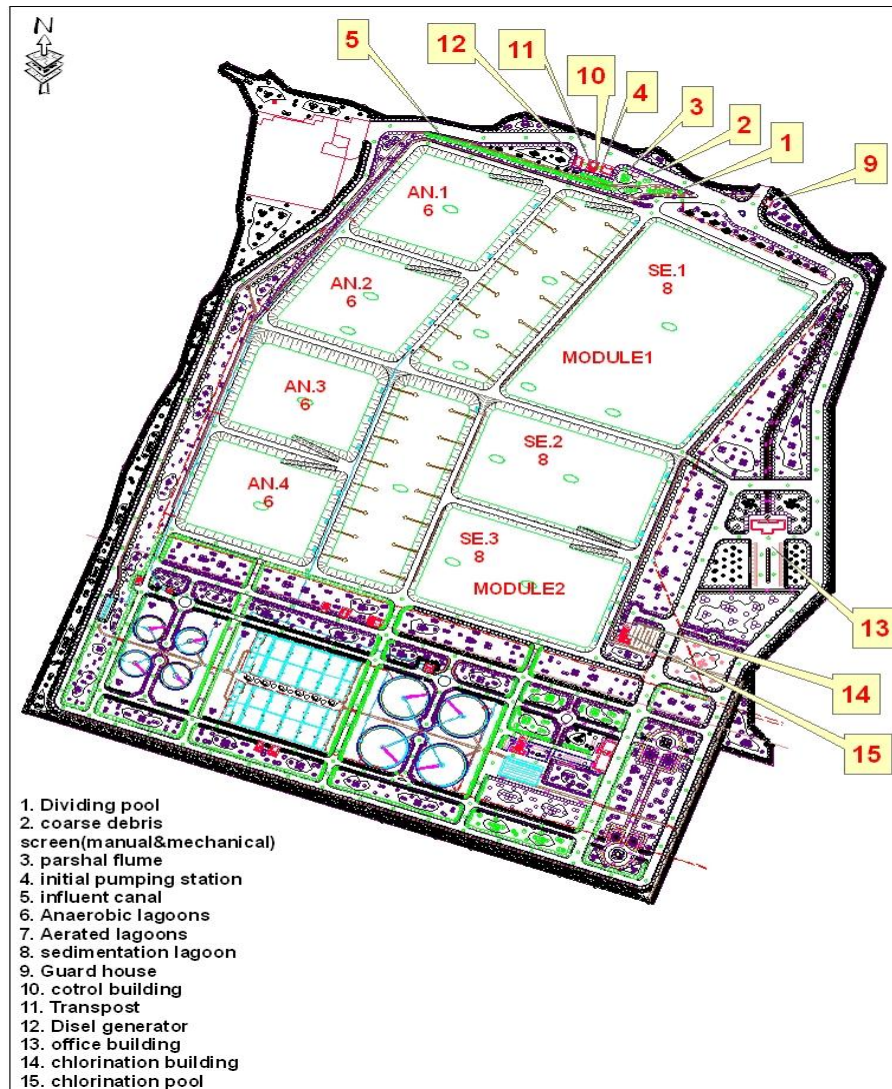 N
5
12
11
10
4
3
2
1
9
AN.1
6
AN.2
6
AN.3
6
AN.4
6
SE.1
8
MODULE1
SE.2
8
SE.3
8
MODULE2
13
14
15
1. Dividing pool
2. coarse debris
screen(manual&mechanical)
3. parshal flume
4. initial pumping station
5. influent canal
6. Anaerobic lagoons
7. Aerated lagoons
8. sedimentation lagoon
9. Guard house
10. cotrol building
11. Transpost
12. Disel generator
13. office building
14. chlorination building
15. chlorination pool